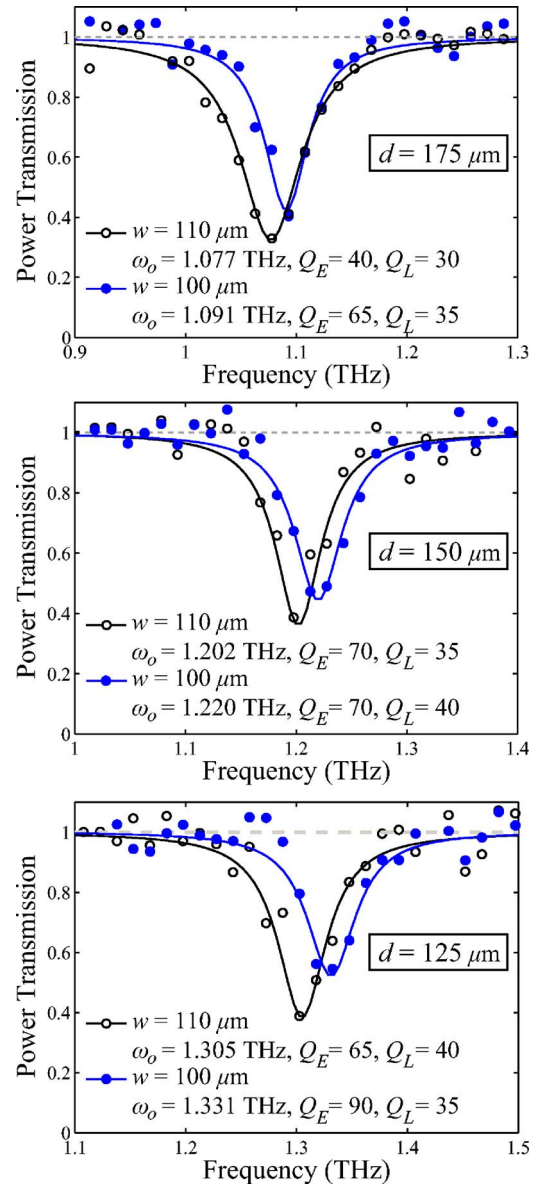 Power Transmission
1
0.8
0.6
0.4
0.2
0
d = 175 μm
w = 110 μm
ω₀ = 1.077 THz, Q_E = 40, Q_L = 30
w = 100 μm
ω₀ = 1.091 THz, Q_E = 65, Q_L = 35
0.9 1 1.1 1.2 1.3
Frequency (THz)
Power Transmission
1
0.8
0.6
0.4
0.2
0
d = 150 μm
w = 110 μm
ω₀ = 1.202 THz, Q_E = 70, Q_L = 35
w = 100 μm
ω₀ = 1.220 THz, Q_E = 70, Q_L = 40
1 1.1 1.2 1.3 1.4
Frequency (THz)
Power Transmission
1
0.8
0.6
0.4
0.2
0
d = 125 μm
w = 110 μm
ω₀ = 1.305 THz, Q_E = 65, Q_L = 40
w = 100 μm
ω₀ = 1.331 THz, Q_E = 90, Q_L = 35
1.1 1.2 1.3 1.4 1.5
Frequency (THz)